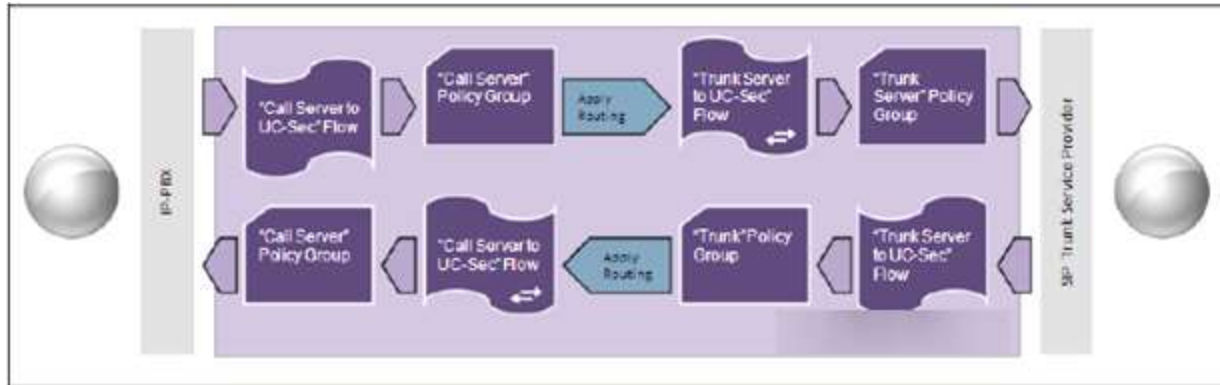 IP-PBX
"Call Server to
UC-Sec" Flow
"Call Server"
Policy Group
Apply
Routing
"Trunk Server
to UC-Sec"
Flow
"Trunk
Server" Policy
Group
SIP Trunk Service Provider
"Call Server"
Policy Group
"Call Server to
UC-Sec" Flow
Apply
Routing
"Trunk" Policy
Group
"Trunk Server
to UC-Sec"
Flow